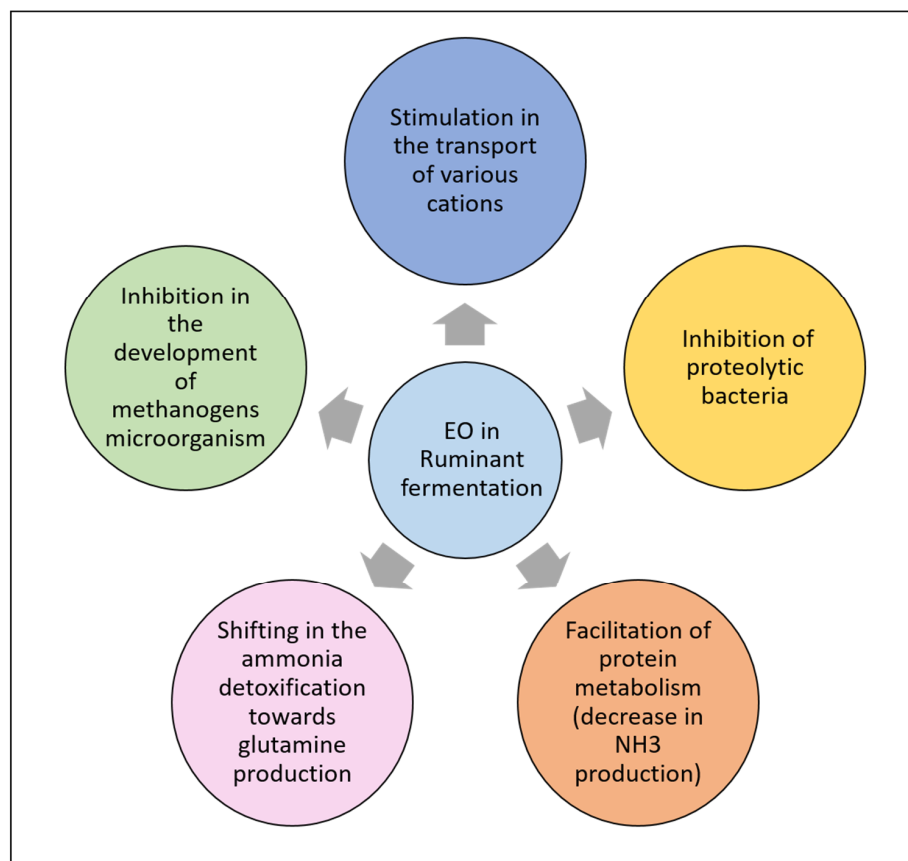 Stimulation in
the transport
of various
cations
Inhibition in
the
development
of
methanogens
microorganism
Inhibition of
proteolytic
bacteria
EO in
Ruminant
fermentation
Shifting in the
ammonia
detoxification
towards
glutamine
production
Facilitation of
protein
metabolism
(decrease in
NH3
production)